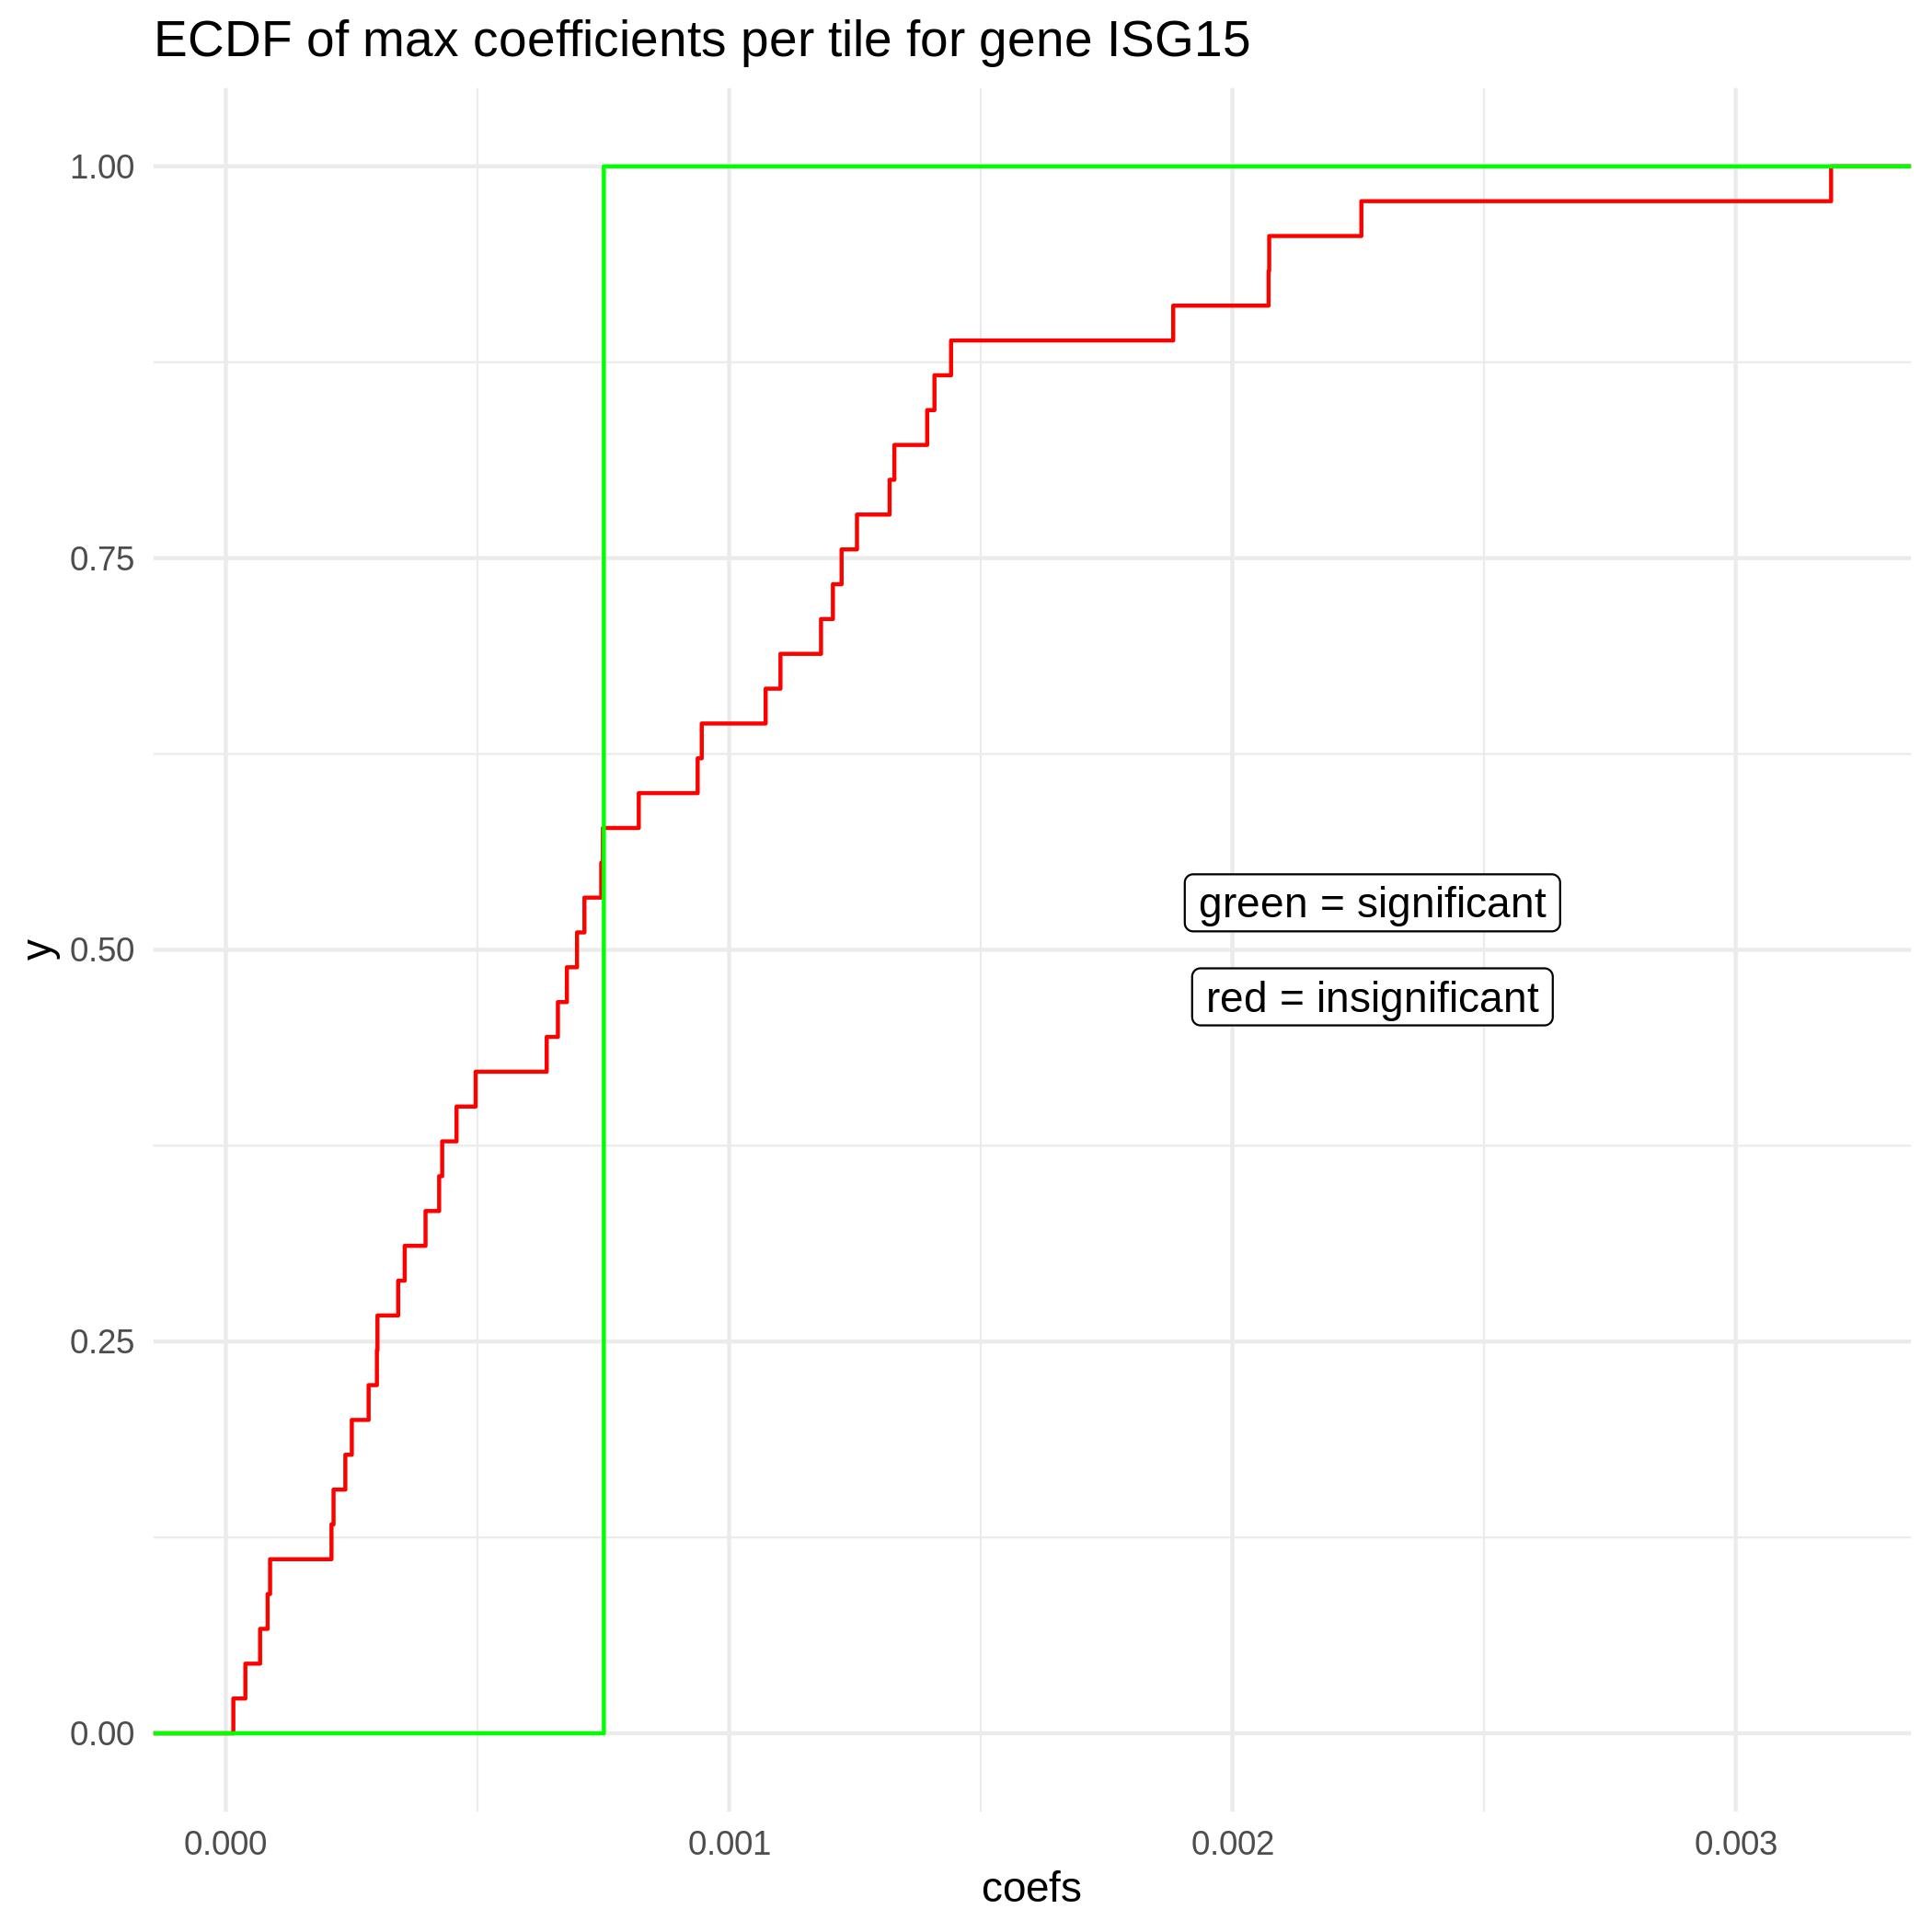 ECDF of max coefficients per tile for gene ISG15
1.00
0.75
0.50
0.25
0.00
y
green = significant
red = insignificant
0.000 0.001 0.002 0.003
coefs